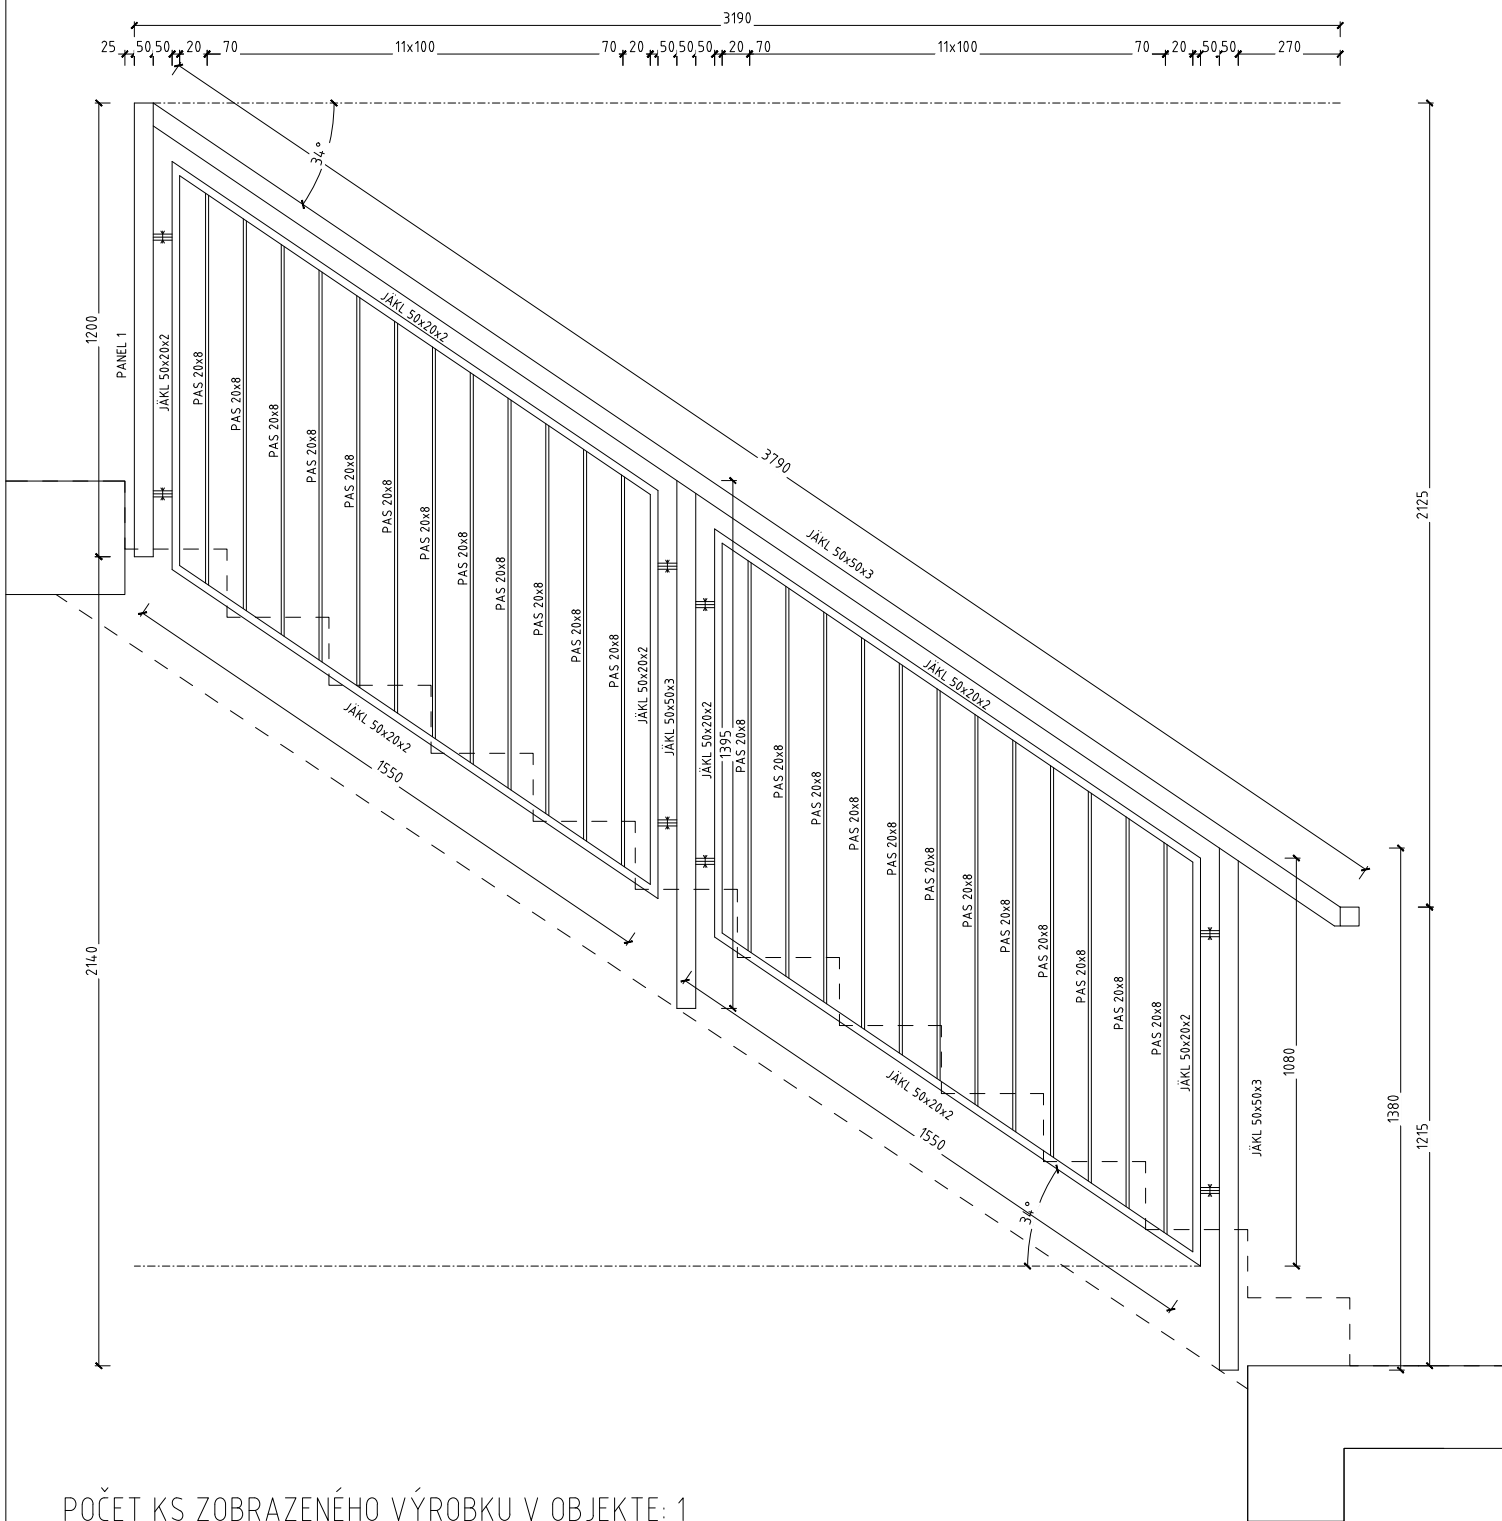 3190
25 50 50 20 70 11x100 70 20 50 50 50 20 70 11x100 70 20 50 50 270
34°
1200
PANEL 1
JÄKL 50x20x2
PAS 20x8
PAS 20x8
PAS 20x8
PAS 20x8
PAS 20x8
PAS 20x8
PAS 20x8
PAS 20x8
PAS 20x8
PAS 20x8
PAS 20x8
PAS 20x8
JÄKL 50x20x2
JÄKL 50x20x2
JÄKL 50x50x3
JÄKL 50x20x2
1550
3790
JÄKL 50x50x3
2125
1395
JÄKL 50x20x2
PAS 20x8
PAS 20x8
PAS 20x8
PAS 20x8
PAS 20x8
PAS 20x8
PAS 20x8
PAS 20x8
PAS 20x8
PAS 20x8
PAS 20x8
PAS 20x8
JÄKL 50x20x2
JÄKL 50x20x2
JÄKL 50x20x2
1550
34°
2140
1080
JÄKL 50x50x3
1380
1215
POČET KS ZOBRAZENÉHO VÝROBKU V OBJEKTE: 1